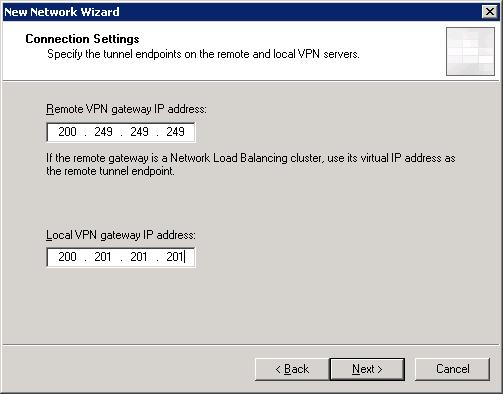 New Network Wizard
Connection Settings
Specify the tunnel endpoints on the remote and local VPN servers.
Remote VPN gateway IP address:
200 . 249 . 249 . 249
If the remote gateway is a Network Load Balancing cluster, use its virtual IP address as
the remote tunnel endpoint.
Local VPN gateway IP address:
200 . 201 . 201 . 201
< Back
Next >
Cancel